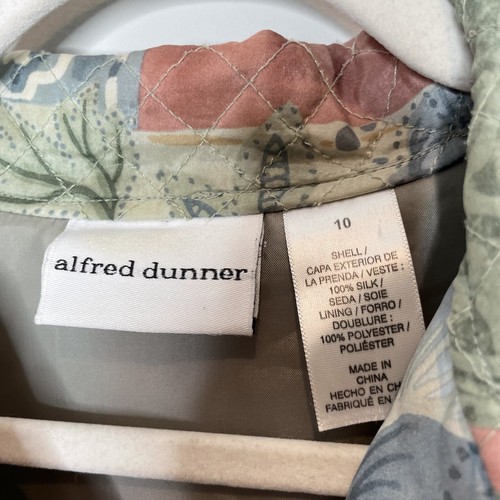 alfred dunner
10
SHELL /
CAPA EXTERIOR DE
LA PRENDA / VESTE :
100% SILK /
SEDA / SOIE
LINING / FORRO /
DOUBLURE :
100% POLYESTER /
POLIÉSTER
MADE IN
CHINA
HECHO EN CH
FABRIQUÉ EN